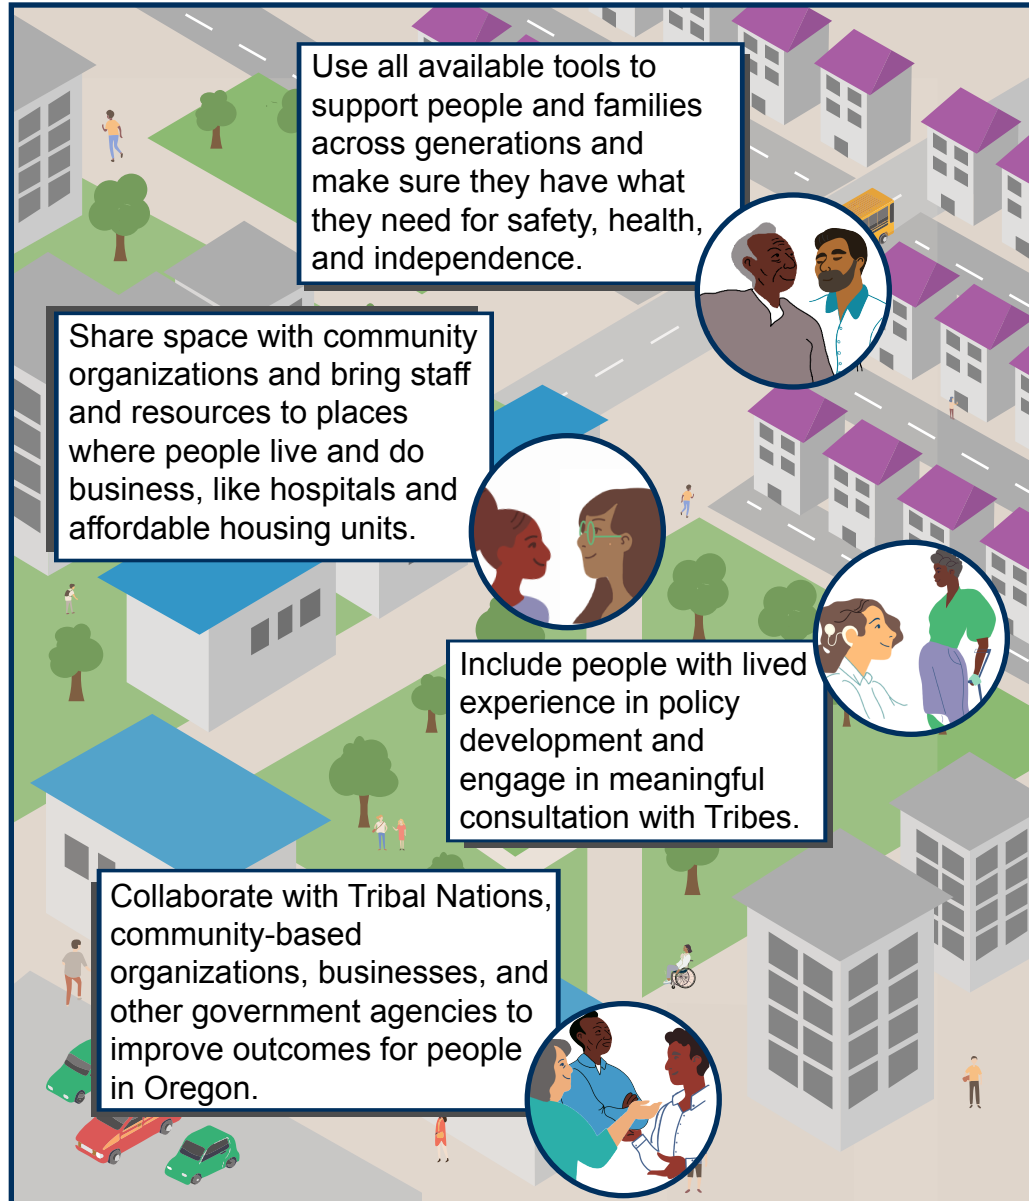 Use all available tools to
support people and families
across generations and
make sure they have what
they need for safety, health,
and independence.
Share space with community
organizations and bring staff
and resources to places
where people live and do
business, like hospitals and
affordable housing units.
Include people with lived
experience in policy
development and
engage in meaningful
consultation with Tribes.
Collaborate with Tribal Nations,
community-based
organizations, businesses, and
other government agencies to
improve outcomes for people
in Oregon.